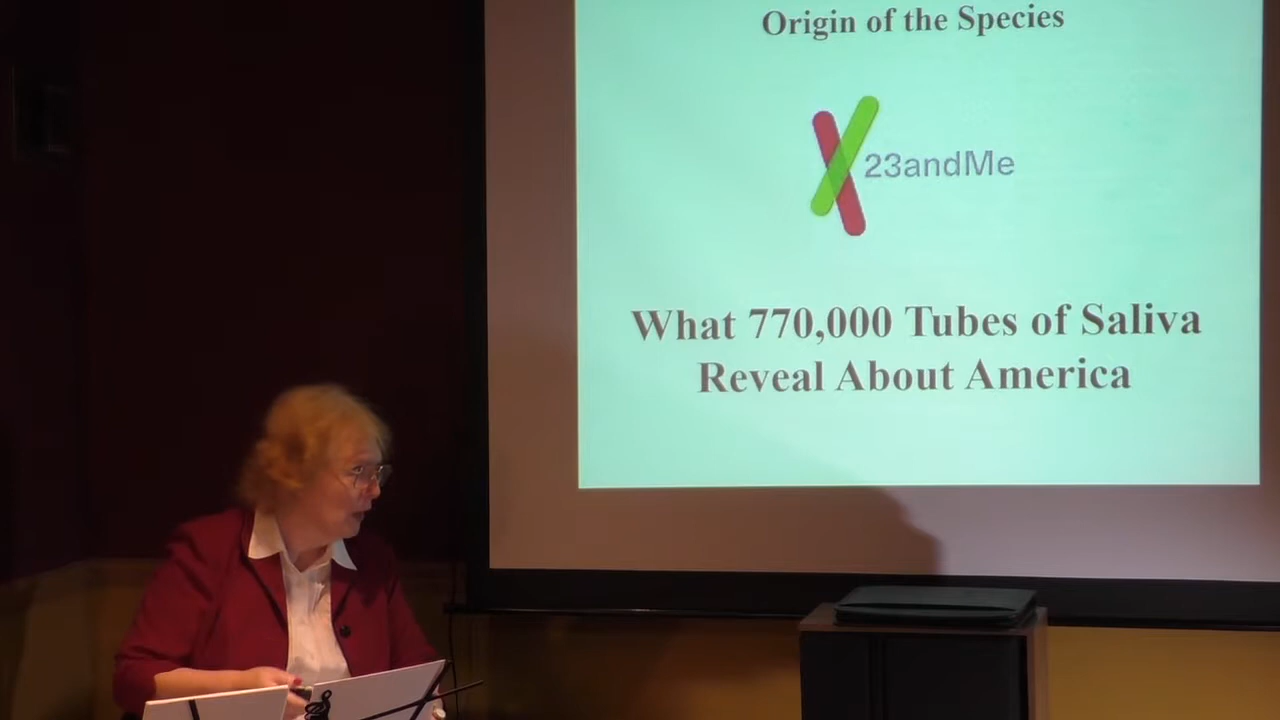 Origin of the Species
23andMe
What 770,000 Tubes of Saliva
Reveal About America